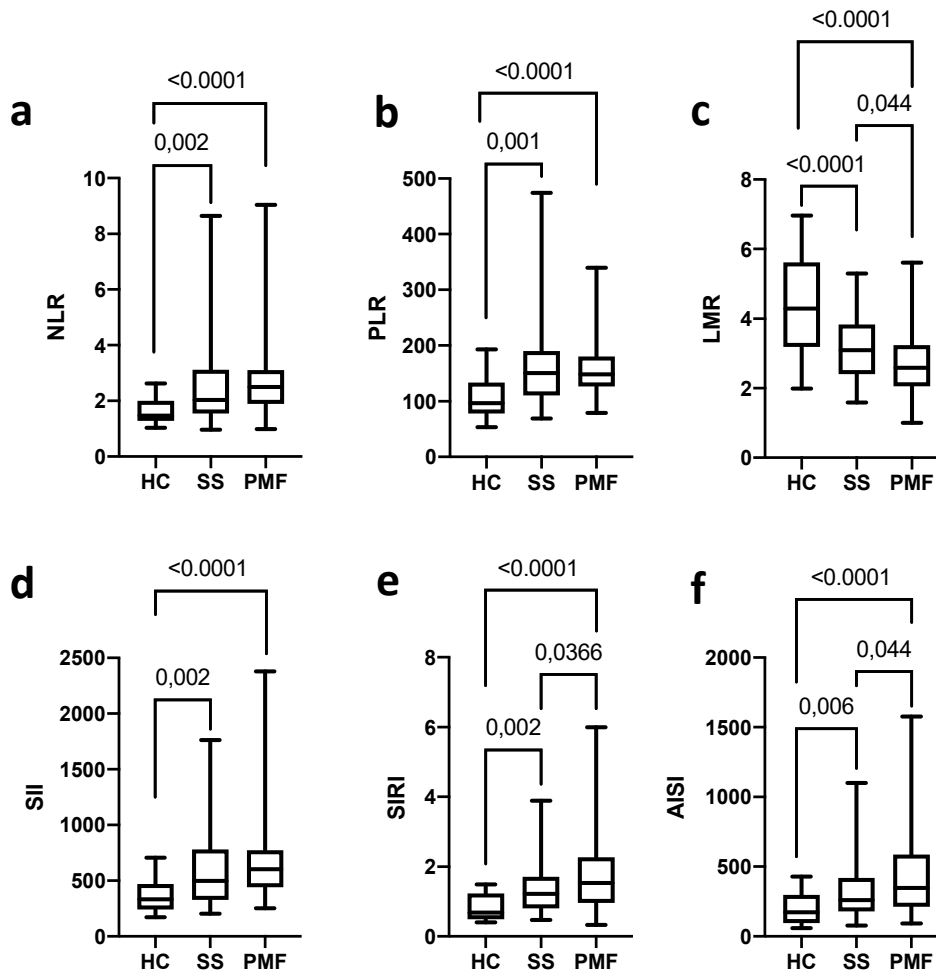 a
<0.0001
0,002
NLR
10
8
6
4
2
0
HC SS PMF
b
<0.0001
0,001
PLR
500
400
300
200
100
0
HC SS PMF
c
<0.0001
0,044
<0.0001
LMR
8
6
4
2
0
HC SS PMF
d
<0.0001
0,002
SII
2500
2000
1500
1000
500
0
HC SS PMF
e
<0.0001
0,0366
0,002
SIRI
8
6
4
2
0
HC SS PMF
f
<0.0001
0,044
0,006
AISI
2000
1500
1000
500
0
HC SS PMF